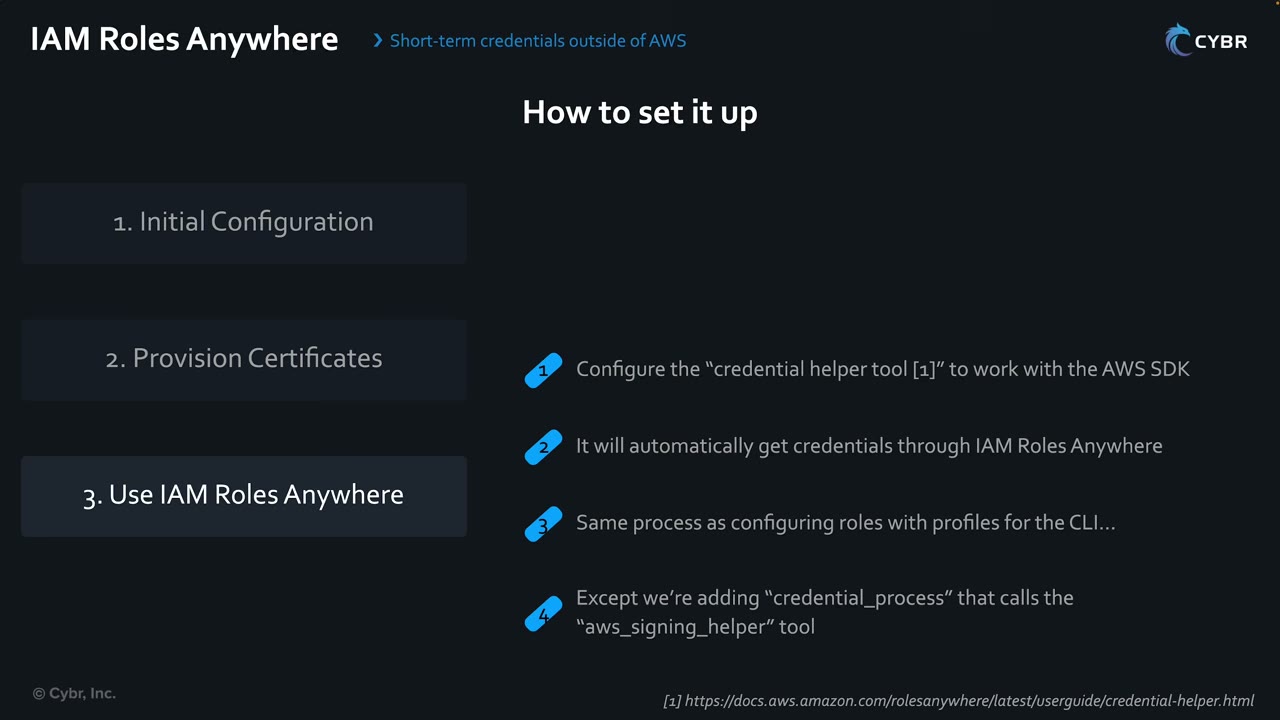 IAM Roles Anywhere
❯ Short-term credentials outside of AWS
CYBR
How to set it up
1. Initial Configuration
2. Provision Certificates
3. Use IAM Roles Anywhere
1 Configure the “credential helper tool [1]” to work with the AWS SDK
2 It will automatically get credentials through IAM Roles Anywhere
3 Same process as configuring roles with profiles for the CLI...
4 Except we’re adding “credential_process” that calls the
“aws_signing_helper” tool
© Cybr, Inc.
[1] https://docs.aws.amazon.com/rolesanywhere/latest/userguide/credential-helper.html